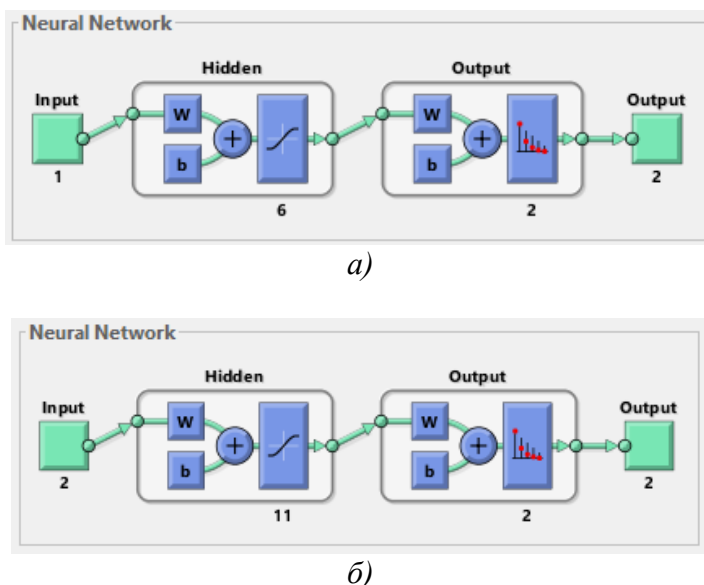 Neural Network
Hidden
Output
Input
Output
W
W
b
b
1
6
2
2
а)
Neural Network
Hidden
Output
Input
Output
W
W
b
b
2
11
2
2
б)